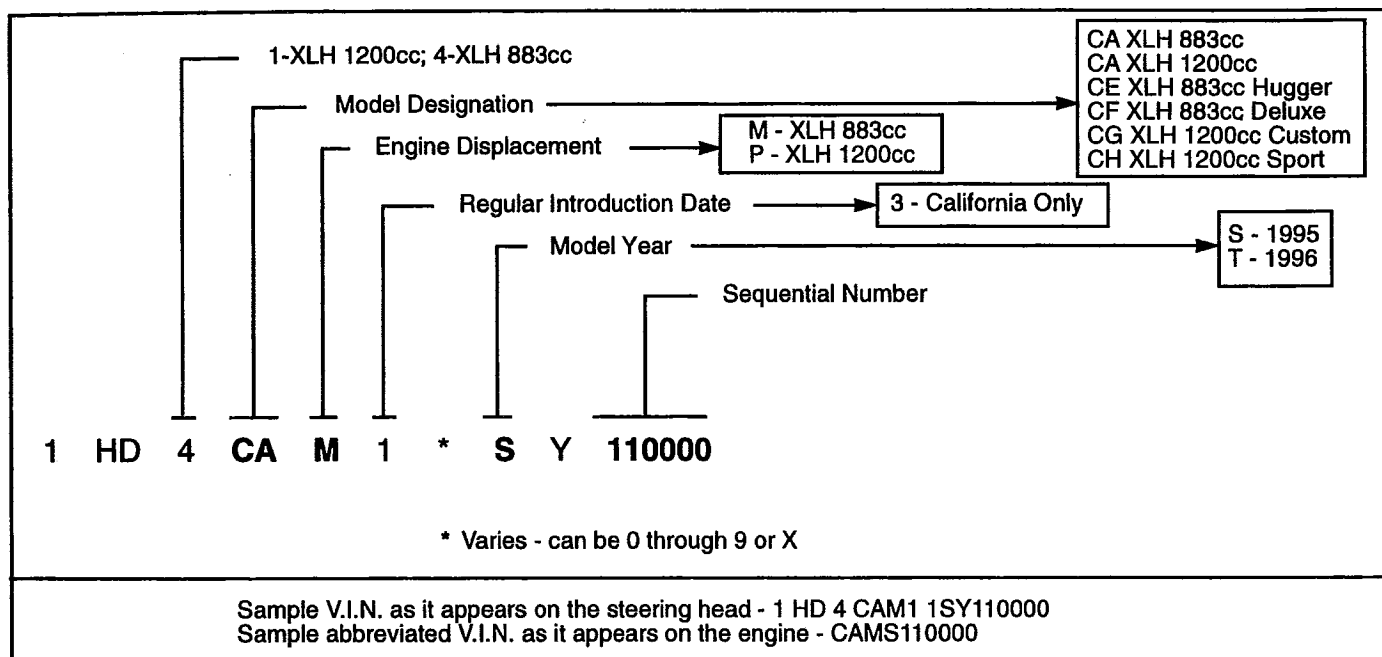 1-XLH 1200cc; 4-XLH 883cc
CA XLH 883cc
CA XLH 1200cc
CE XLH 883cc Hugger
CF XLH 883cc Deluxe
CG XLH 1200cc Custom
CH XLH 1200cc Sport
Model Designation
Engine Displacement
M - XLH 883cc
P - XLH 1200cc
Regular Introduction Date
3 - California Only
Model Year
S - 1995
T - 1996
Sequential Number
1 HD 4 CA M 1 * S Y 110000
* Varies - can be 0 through 9 or X
Sample V.I.N. as it appears on the steering head - 1 HD 4 CAM1 1SY110000
Sample abbreviated V.I.N. as it appears on the engine - CAMS110000